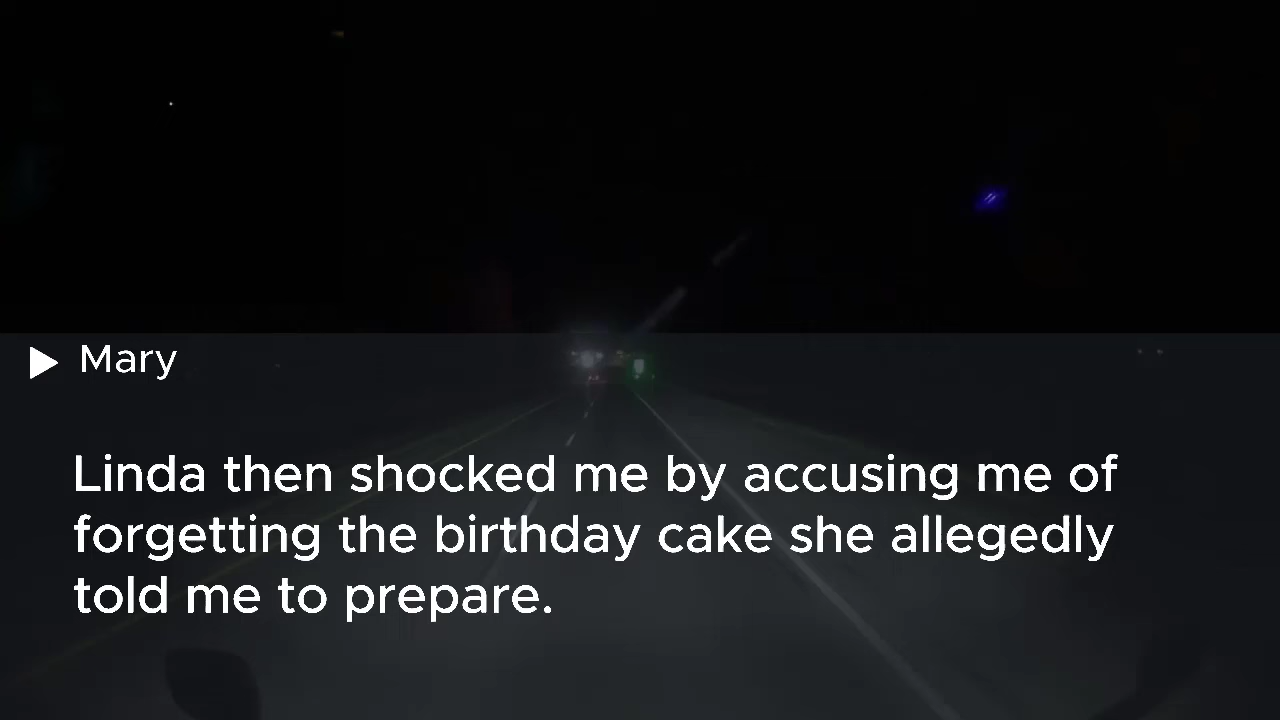 Mary
Linda then shocked me by accusing me of
forgetting the birthday cake she allegedly
told me to prepare.